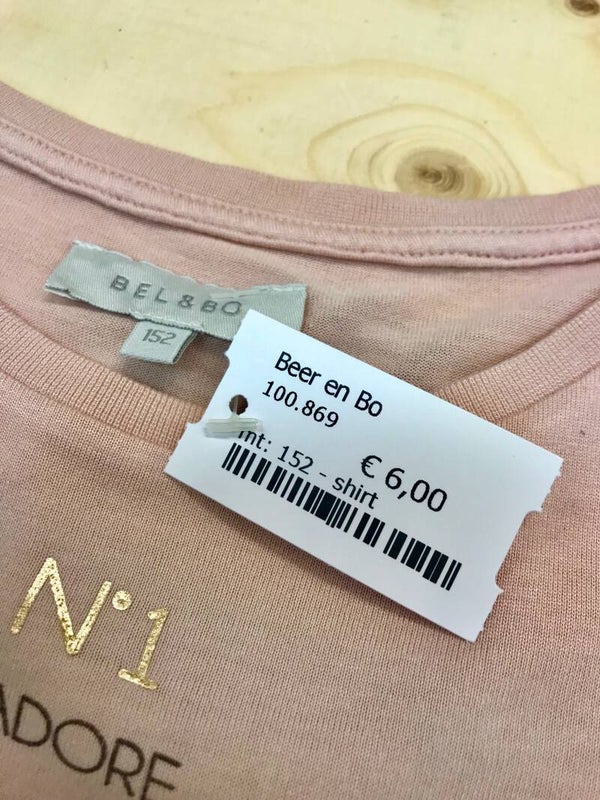 BEL&BO
152
Beer en Bo
100.869
€ 6,00
mt: 152 - shirt
N°1
ADORE